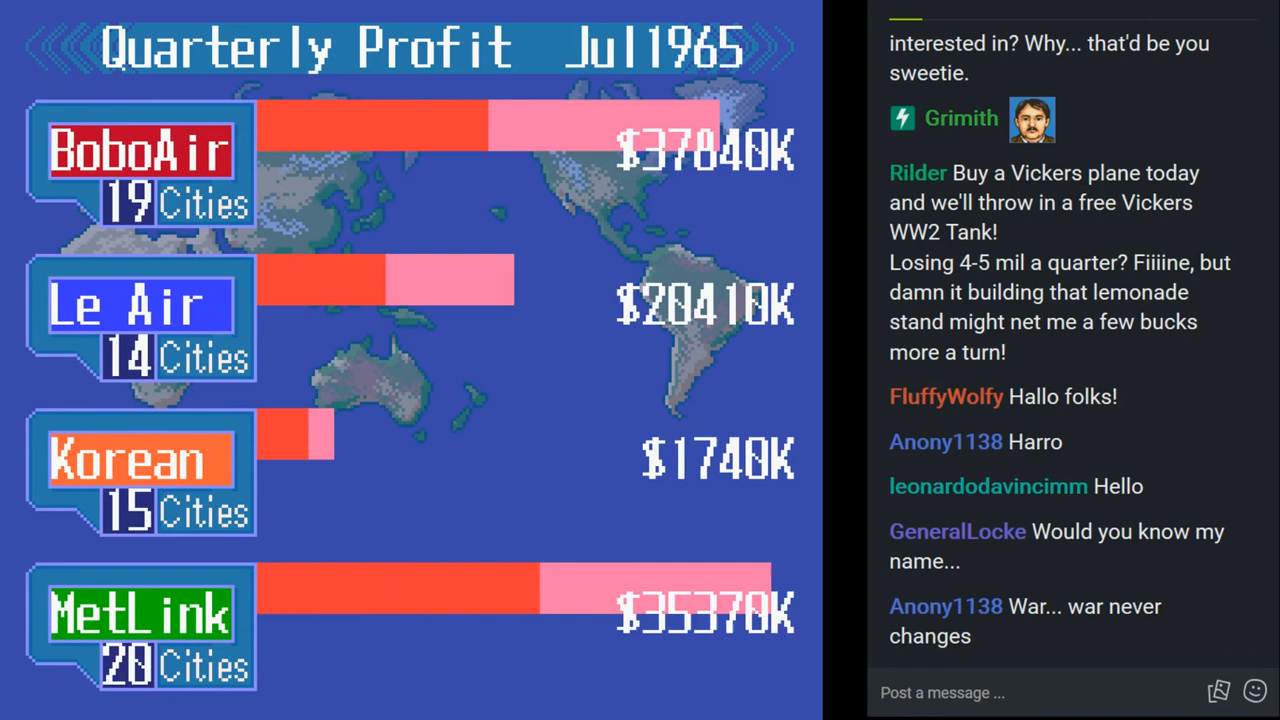 Quarterly Profit Jul1965
BoboAir
$37840K
19 Cities
Le Air
$20410K
14 Cities
Korean
$1740K
15 Cities
MetLink
$35370K
20 Cities
interested in? Why... that'd be you
sweetie.
Grimith
Rilder Buy a Vickers plane today
and we'll throw in a free Vickers
WW2 Tank!
Losing 4-5 mil a quarter? Fiiiine, but
damn it building that lemonade
stand might net me a few bucks
more a turn!
FluffyWolfy Hallo folks!
Anony1138 Harro
leonardodavincimm Hello
GeneralLocke Would you know my
name...
Anony1138 War... war never
changes
Post a message ...